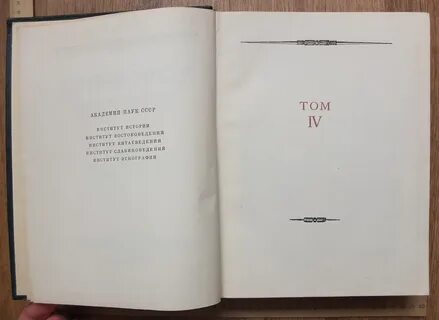 АКАДЕМИЯ НАУК СССР
ИНСТИТУТ ИСТОРИИ
ИНСТИТУТ ВОСТОКОВЕДЕНИЯ
ИНСТИТУТ КИТАЕВЕДЕНИЯ
ИНСТИТУТ СЛАВЯНОВЕДЕНИЯ
ИНСТИТУТ ЭТНОГРАФИИ
ТОМ
IV